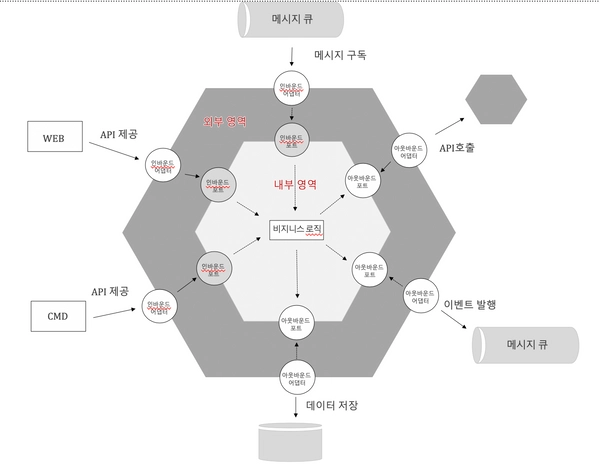 메시지 큐
메시지 구독
인바운드
어댑터
외부 영역
인바운드
포트
WEB
API 제공
아웃바운드
어댑터
API호출
인바운드
어댑터
인바운드
포트
내부 영역
아웃바운드
포트
비지니스 로직
인바운드
포트
아웃바운드
포트
API 제공
인바운드
어댑터
아웃바운드
어댑터
이벤트 발행
CMD
아웃바운드
포트
메시지 큐
아웃바운드
어댑터
데이터 저장